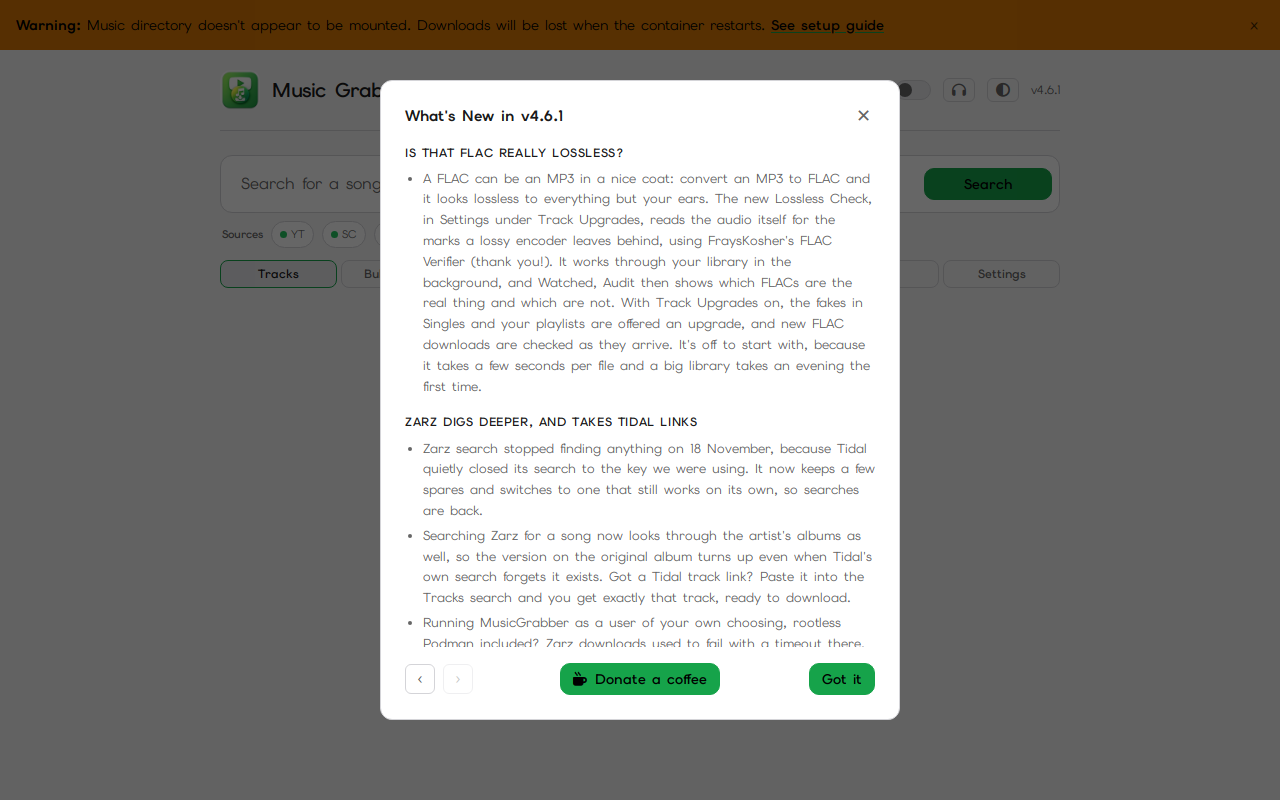 Warning: Music directory doesn't appear to be mounted. Downloads will be lost when the container restarts. See setup guide ×
Music Grab
v4.6.1
Search for a song
Search
Sources YT SC
Tracks
Bu
Settings
What's New in v4.6.1 ✕
IS THAT FLAC REALLY LOSSLESS?
• A FLAC can be an MP3 in a nice coat: convert an MP3 to FLAC and
it looks lossless to everything but your ears. The new Lossless Check,
in Settings under Track Upgrades, reads the audio itself for the
marks a lossy encoder leaves behind, using FraysKosher's FLAC
Verifier (thank you!). It works through your library in the
background, and Watched, Audit then shows which FLACs are the
real thing and which are not. With Track Upgrades on, the fakes in
Singles and your playlists are offered an upgrade, and new FLAC
downloads are checked as they arrive. It's off to start with, because
it takes a few seconds per file and a big library takes an evening the
first time.
ZARZ DIGS DEEPER, AND TAKES TIDAL LINKS
• Zarz search stopped finding anything on 18 November, because Tidal
quietly closed its search to the key we were using. It now keeps a few
spares and switches to one that still works on its own, so searches
are back.
• Searching Zarz for a song now looks through the artist's albums as
well, so the version on the original album turns up even when Tidal's
own search forgets it exists. Got a Tidal track link? Paste it into the
Tracks search and you get exactly that track, ready to download.
• Running MusicGrabber as a user of your own choosing, rootless
Podman included? Zarz downloads used to fail with a timeout there.
‹ ›
Donate a coffee
Got it